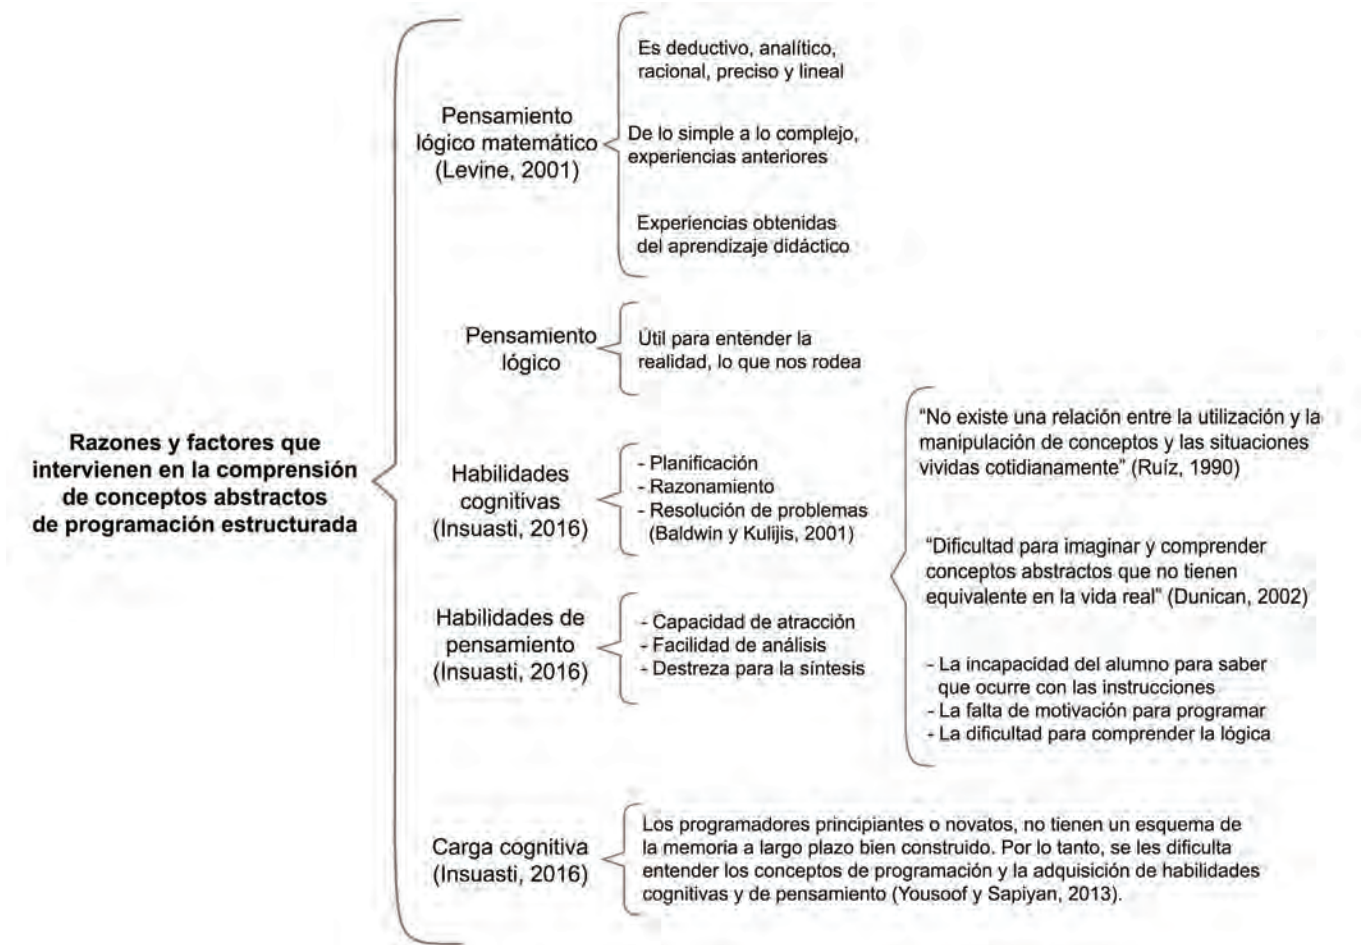 Razones y factores que
intervienen en la comprensión
de conceptos abstractos
de programación estructurada
Pensamiento
lógico matemático
(Levine, 2001)
Es deductivo, analítico,
racional, preciso y lineal
De lo simple a lo complejo,
experiencias anteriores
Experiencias obtenidas
del aprendizaje didáctico
Pensamiento
lógico
Útil para entender la
realidad, lo que nos rodea
Habilidades
cognitivas
(Insuasti, 2016)
- Planificación
- Razonamiento
- Resolución de problemas
(Baldwin y Kulijis, 2001)
Habilidades de
pensamiento
(Insuasti, 2016)
- Capacidad de atracción
- Facilidad de análisis
- Destreza para la síntesis
“No existe una relación entre la utilización y la
manipulación de conceptos y las situaciones
vividas cotidianamente” (Ruíz, 1990)
“Dificultad para imaginar y comprender
conceptos abstractos que no tienen
equivalente en la vida real” (Dunican, 2002)
- La incapacidad del alumno para saber
que ocurre con las instrucciones
- La falta de motivación para programar
- La dificultad para comprender la lógica
Carga cognitiva
(Insuasti, 2016)
Los programadores principiantes o novatos, no tienen un esquema de
la memoria a largo plazo bien construido. Por lo tanto, se les dificulta
entender los conceptos de programación y la adquisición de habilidades
cognitivas y de pensamiento (Yousoof y Sapiyan, 2013).